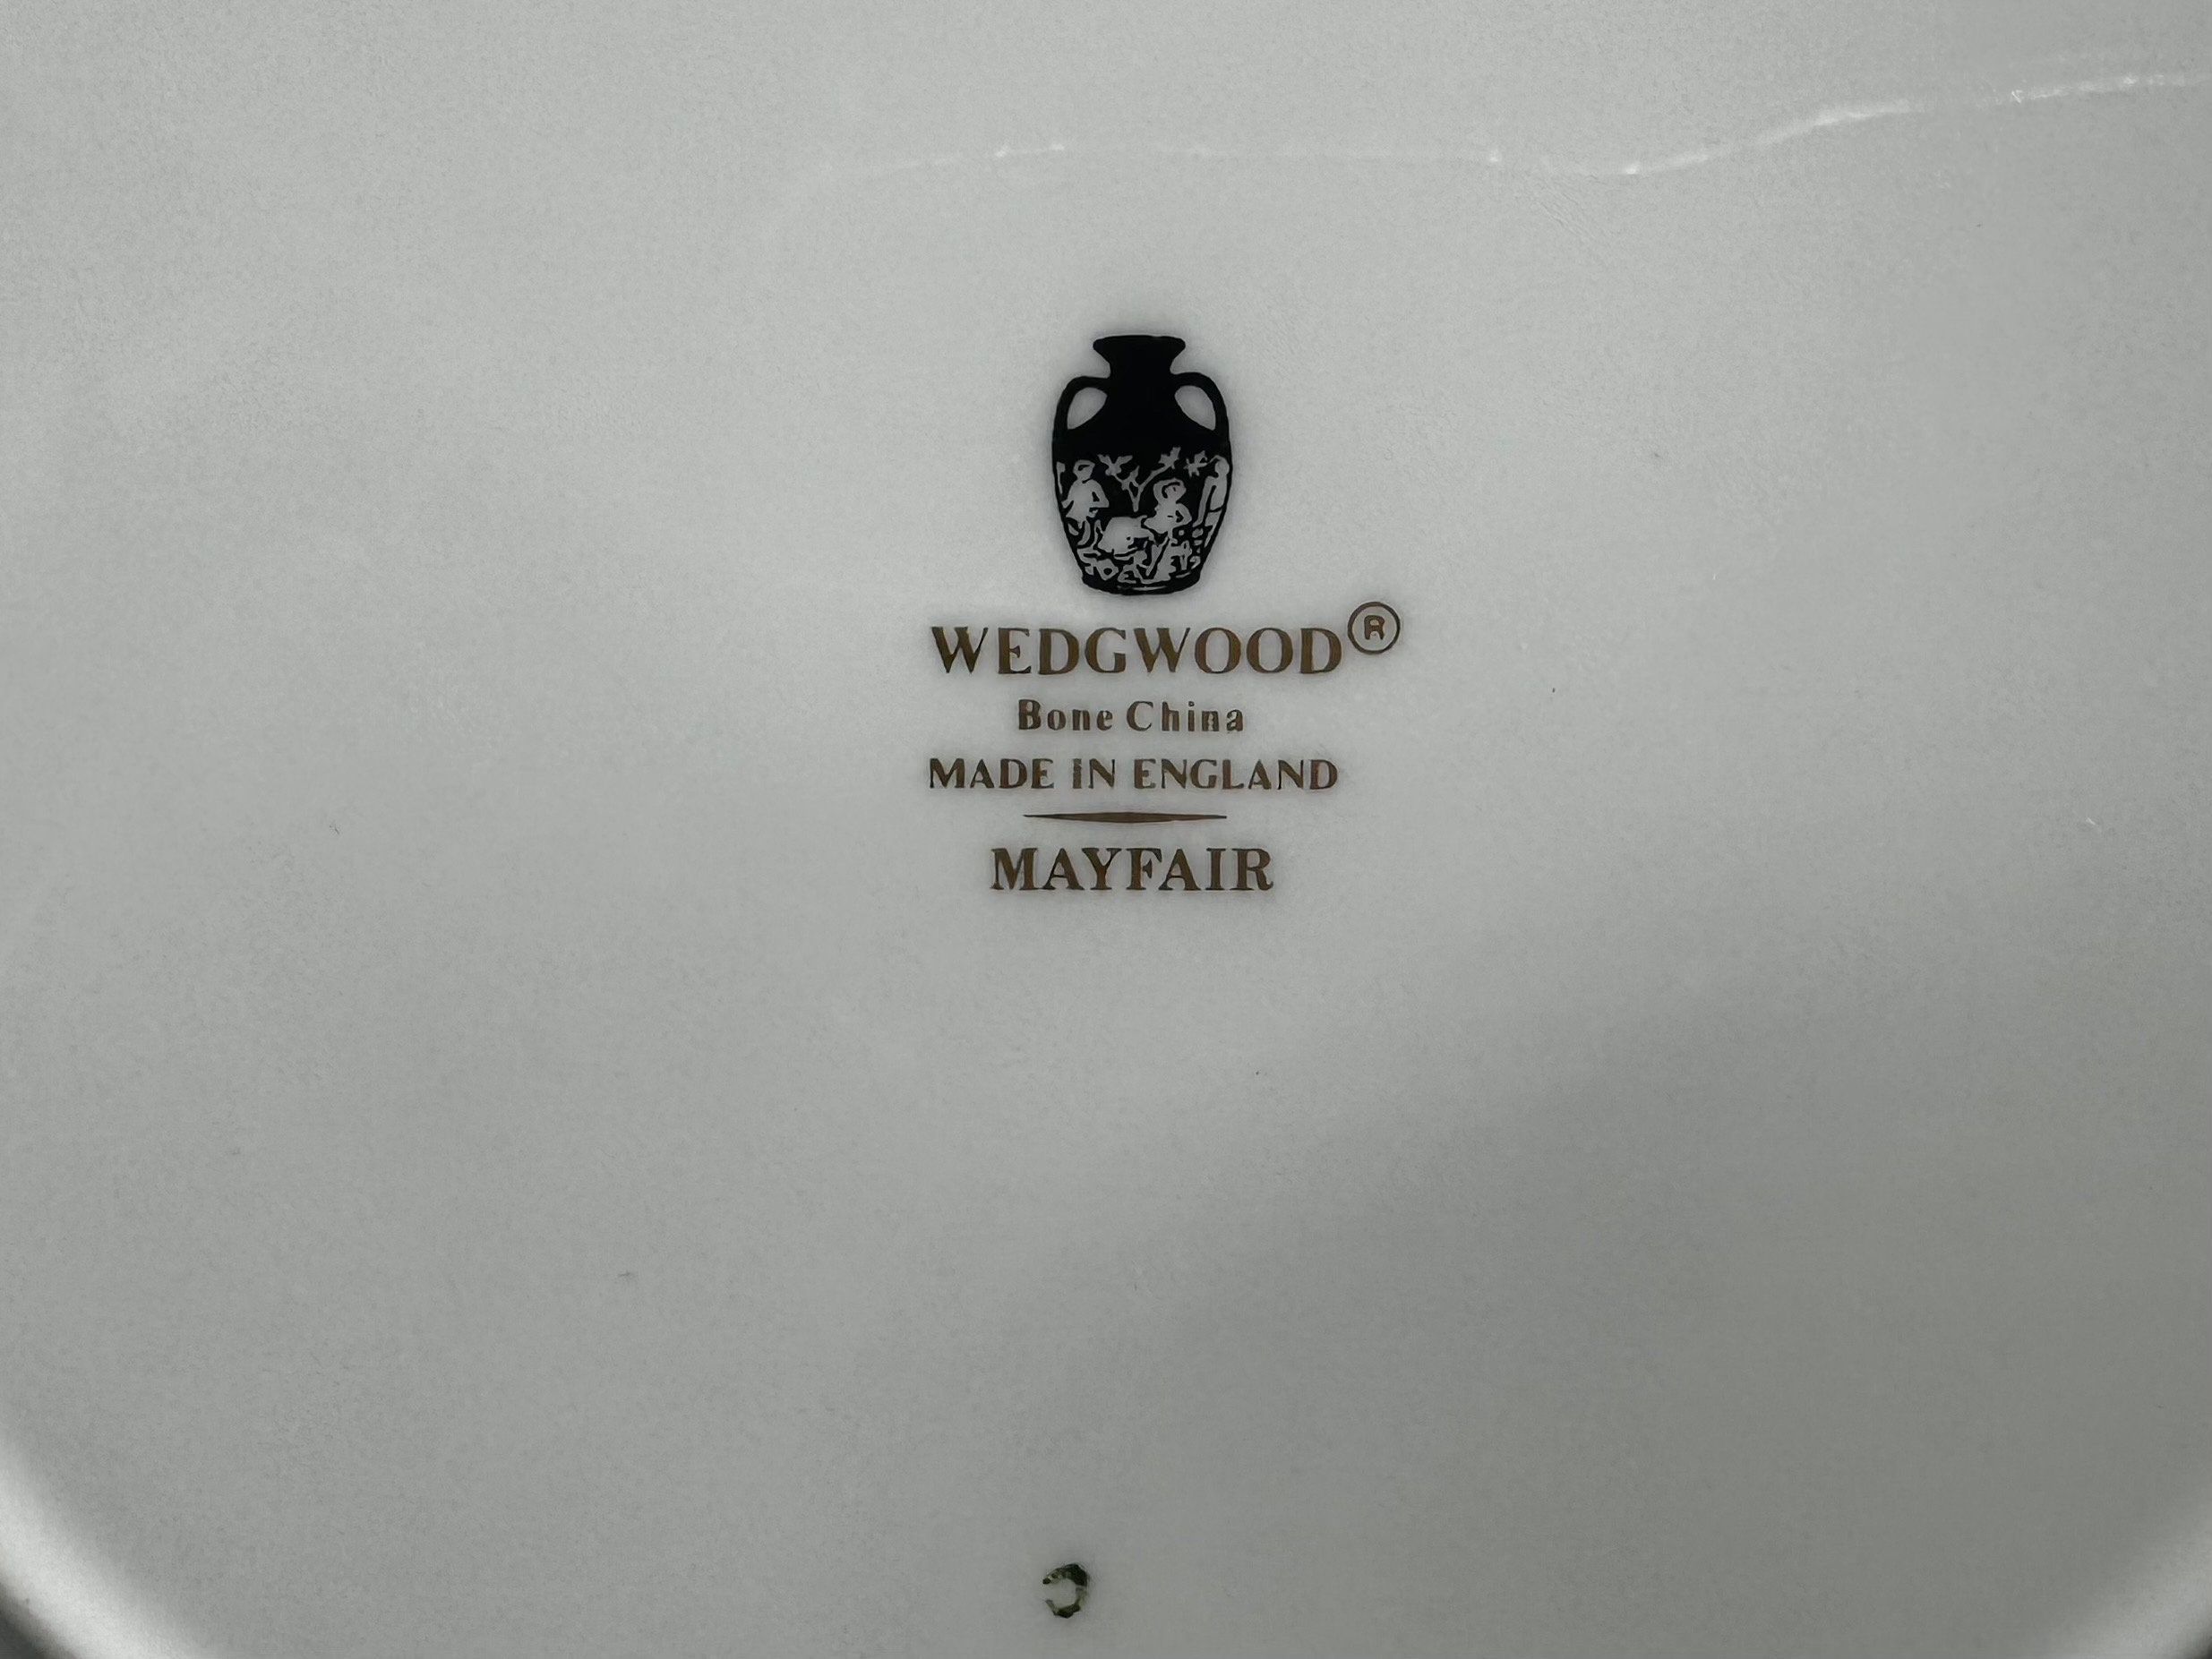 WEDGWOOD®
Bone China
MADE IN ENGLAND
MAYFAIR
C